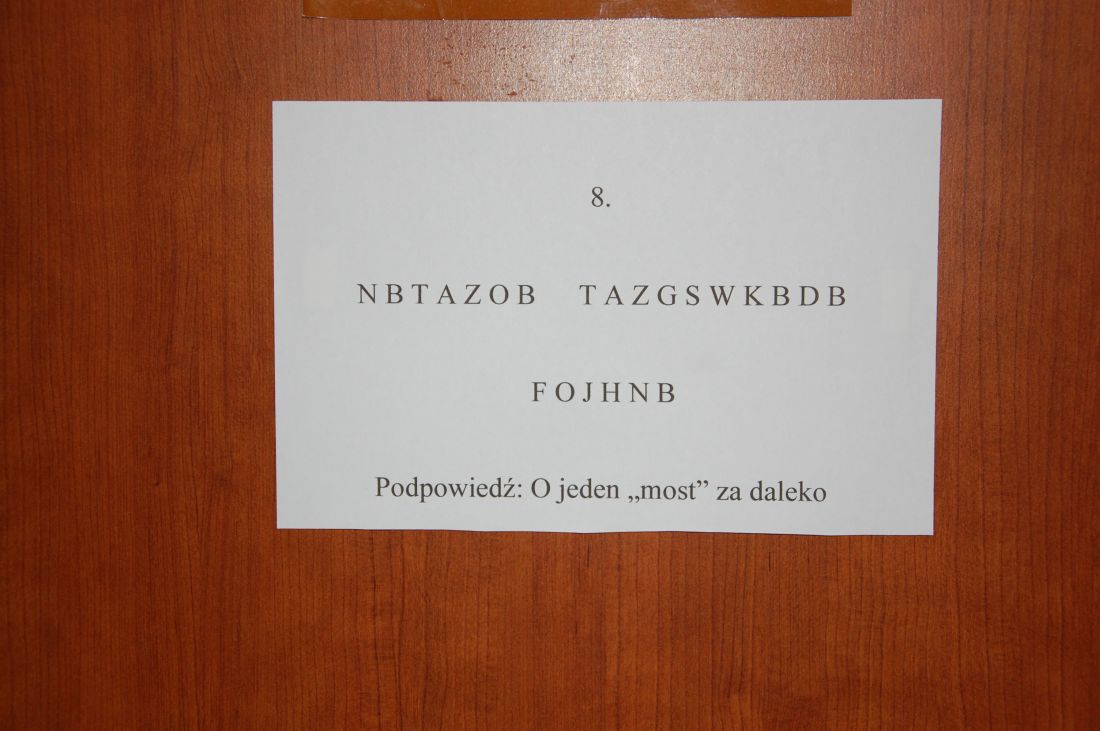 8.
NBTAZOB TAZGSWKBDB
FOJHNB
Podpowiedź: O jeden „most” za daleko